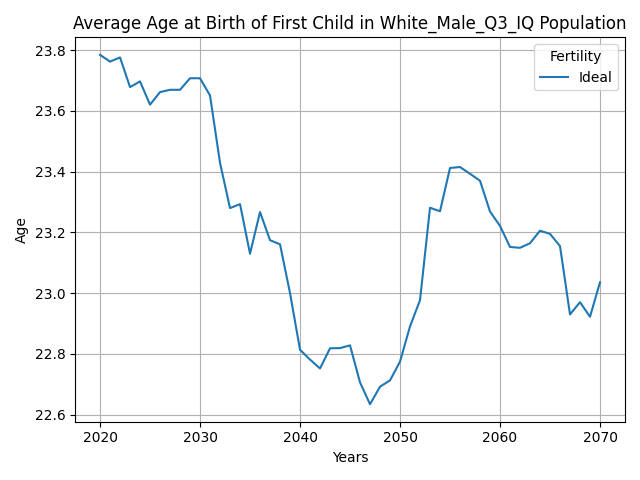 Average Age at Birth of First Child in White_Male_Q3_IQ Population
Fertility
Ideal
Age
23.8
23.6
23.4
23.2
23.0
22.8
22.6
2020 2030 2040 2050 2060 2070
Years